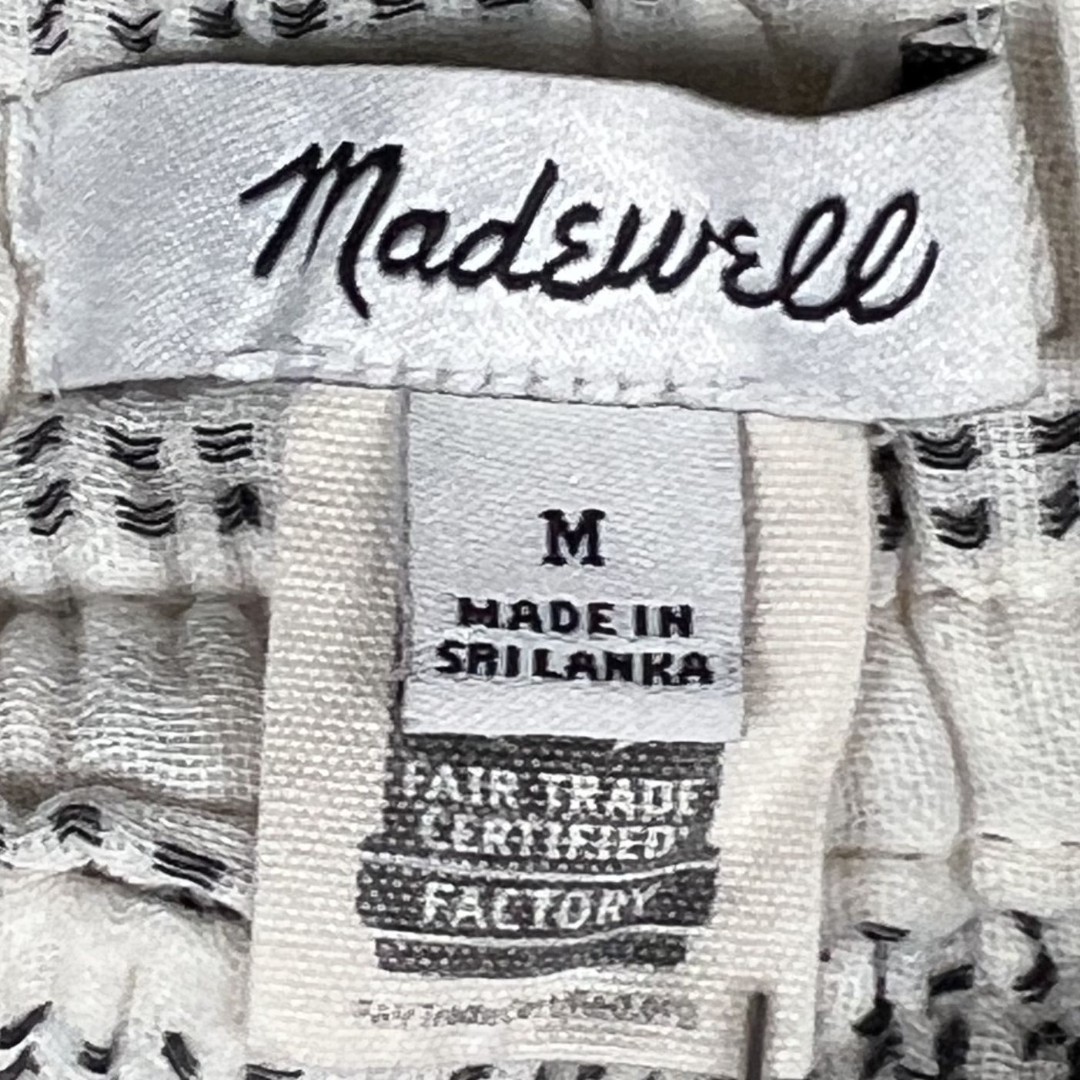 Madewell
M
MADE IN
SRI LANKA
FAIR TRADE
CERTIFIED
FACTORY